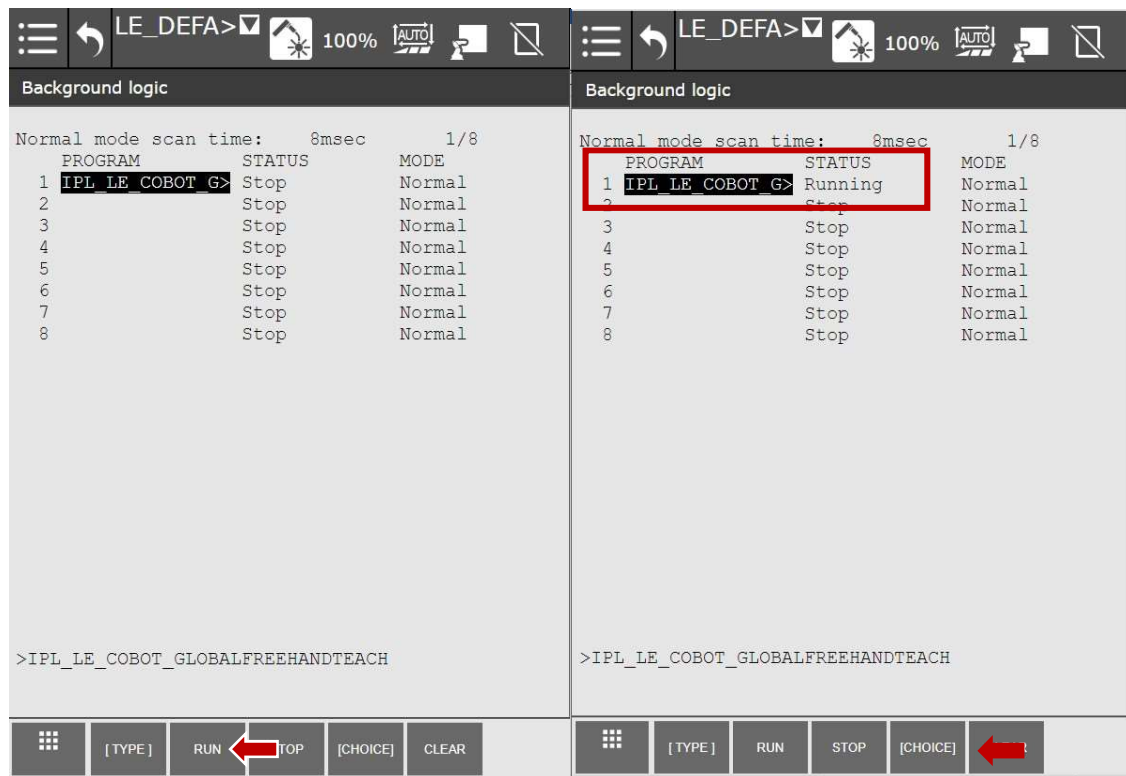 LE_DEFA>
100%
AUTO
Background logic
Normal mode scan time: 8msec 1/8
PROGRAM STATUS MODE
1 IPL_LE_COBOT_G> Stop Normal
2 Stop Normal
3 Stop Normal
4 Stop Normal
5 Stop Normal
6 Stop Normal
7 Stop Normal
8 Stop Normal
>IPL_LE_COBOT_GLOBALFREEHANDTEACH
[ TYPE ] RUN TOP [CHOICE] CLEAR
LE_DEFA>
100%
AUTO
Background logic
Normal mode scan time: 8msec 1/8
PROGRAM STATUS MODE
1 IPL_LE_COBOT_G> Running Normal
2 Stop Normal
3 Stop Normal
4 Stop Normal
5 Stop Normal
6 Stop Normal
7 Stop Normal
8 Stop Normal
>IPL_LE_COBOT_GLOBALFREEHANDTEACH
[ TYPE ] RUN STOP [CHOICE]